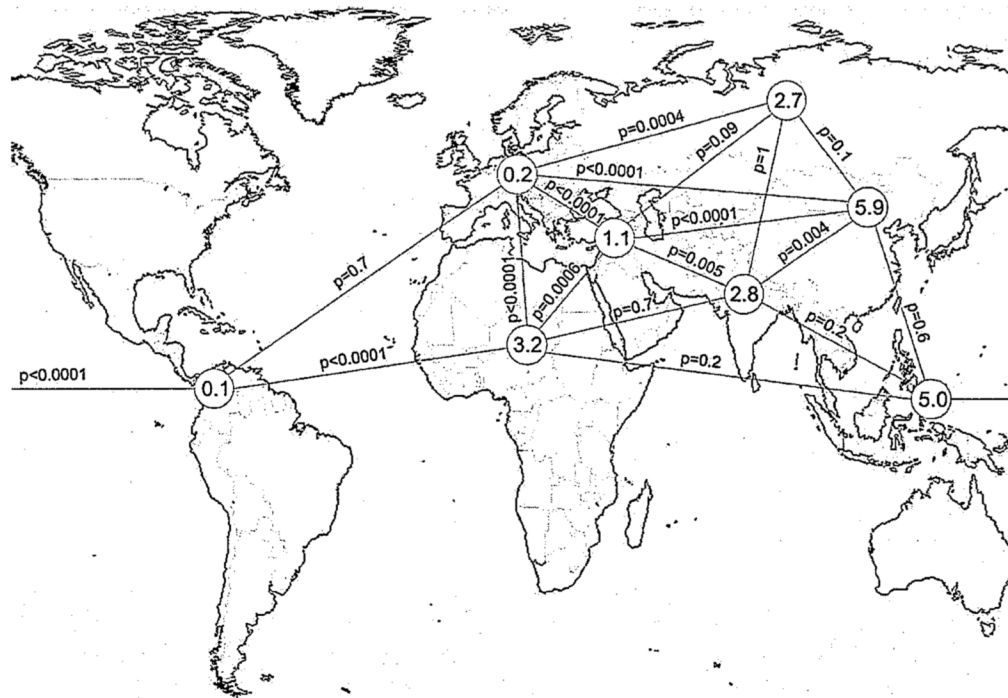 2.7
p=0.0004
p=0.09
p=0.1
p=1
0.2
p<0.0001
p<0.0001
5.9
p<0.0001
1.1
p=0.7
p=0.005
p=0.004
p<0.0001
p=0.0006
2.8
p=0.7
p=0.2
p=0.6
3.2
p<0.0001
p=0.2
p<0.0001
0.1
5.0